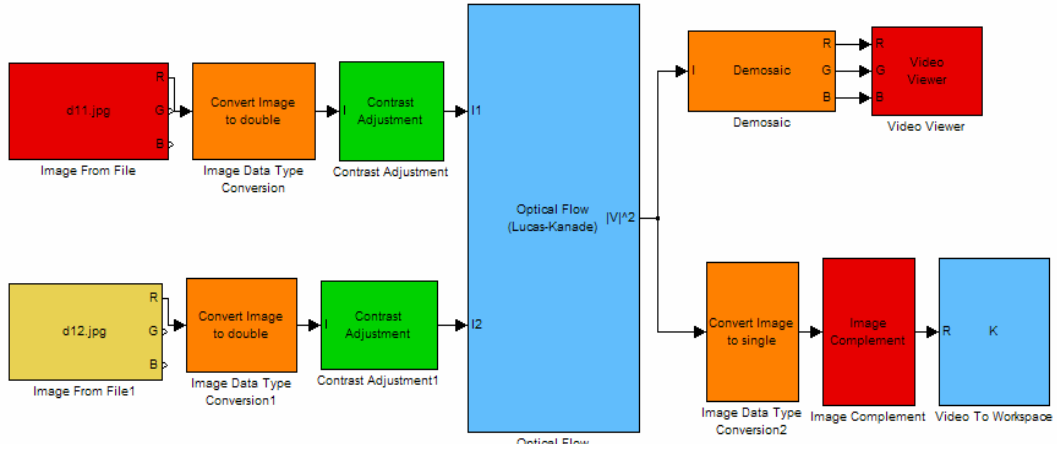 R
d11.jpg
G
B
Image From File
Convert Image
to double
Image Data Type
Conversion
I
Contrast
Adjustment
Contrast Adjustment
I1
Optical Flow
(Lucas-Kanade)
|V|^2
I2
Optical Flow
R
d12.jpg
G
B
Image From File1
Convert Image
to double
Image Data Type
Conversion1
I
Contrast
Adjustment
Contrast Adjustment1
I
Demosaic
R
G
B
Demosaic
R
G
B
Video
Viewer
Video Viewer
Convert Image
to single
Image Data Type
Conversion2
Image
Complement
Image Complement
R
K
Video To Workspace